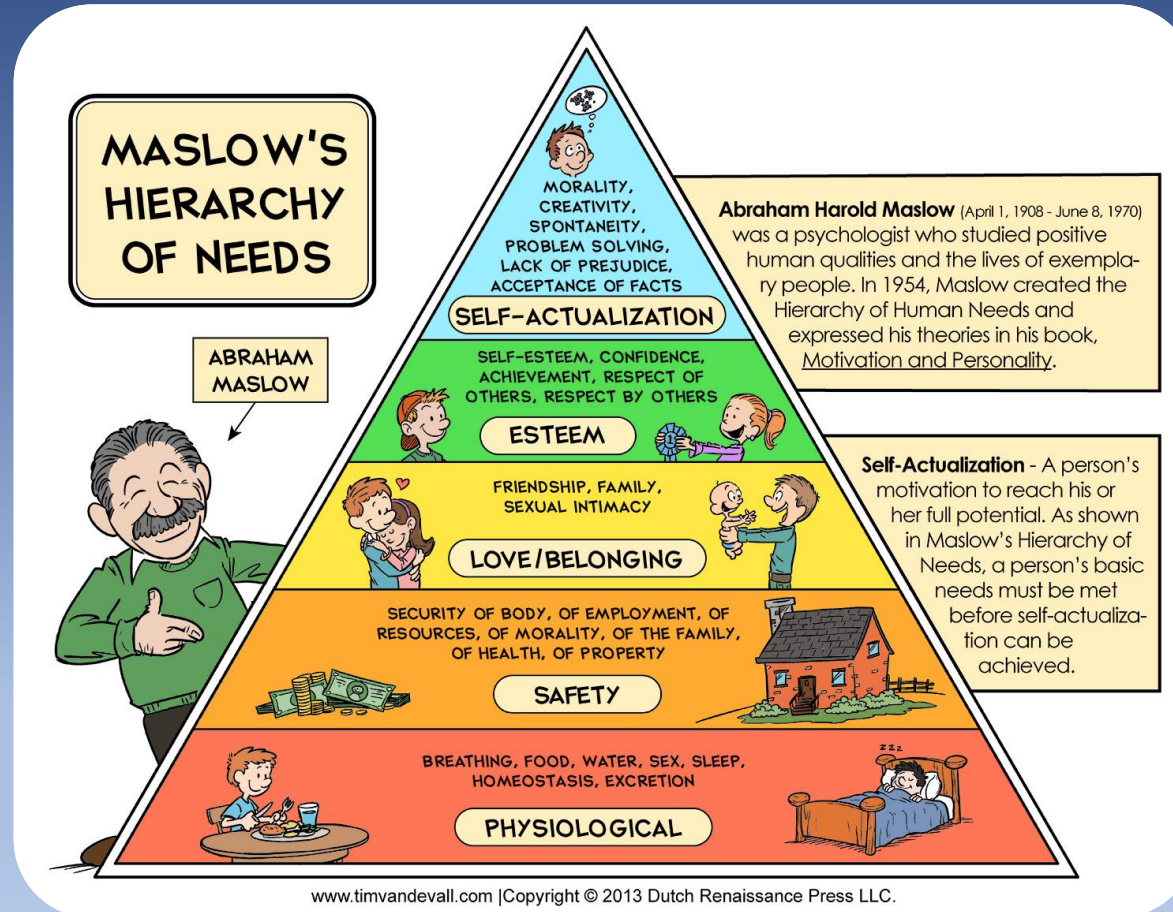 MASLOW'S
HIERARCHY
OF NEEDS
ABRAHAM
MASLOW
MORALITY,
CREATIVITY,
SPONTANEITY,
PROBLEM SOLVING,
LACK OF PREJUDICE,
ACCEPTANCE OF FACTS
SELF-ACTUALIZATION
SELF-ESTEEM, CONFIDENCE,
ACHIEVEMENT, RESPECT OF
OTHERS, RESPECT BY OTHERS
ESTEEM
1
FRIENDSHIP, FAMILY,
SEXUAL INTIMACY
LOVE/BELONGING
SECURITY OF BODY, OF EMPLOYMENT, OF
RESOURCES, OF MORALITY, OF THE FAMILY,
OF HEALTH, OF PROPERTY
SAFETY
BREATHING, FOOD, WATER, SEX, SLEEP,
HOMEOSTASIS, EXCRETION
PHYSIOLOGICAL
zzz
Abraham Harold Maslow (April 1, 1908 - June 8, 1970)
was a psychologist who studied positive
human qualities and the lives of exempla-
ry people. In 1954, Maslow created the
Hierarchy of Human Needs and
expressed his theories in his book,
Motivation and Personality.
Self-Actualization - A person's
motivation to reach his or
her full potential. As shown
in Maslow's Hierarchy of
Needs, a person's basic
needs must be met
before self-actualiza-
tion can be
achieved.
www.timvandevall.com |Copyright © 2013 Dutch Renaissance Press LLC.